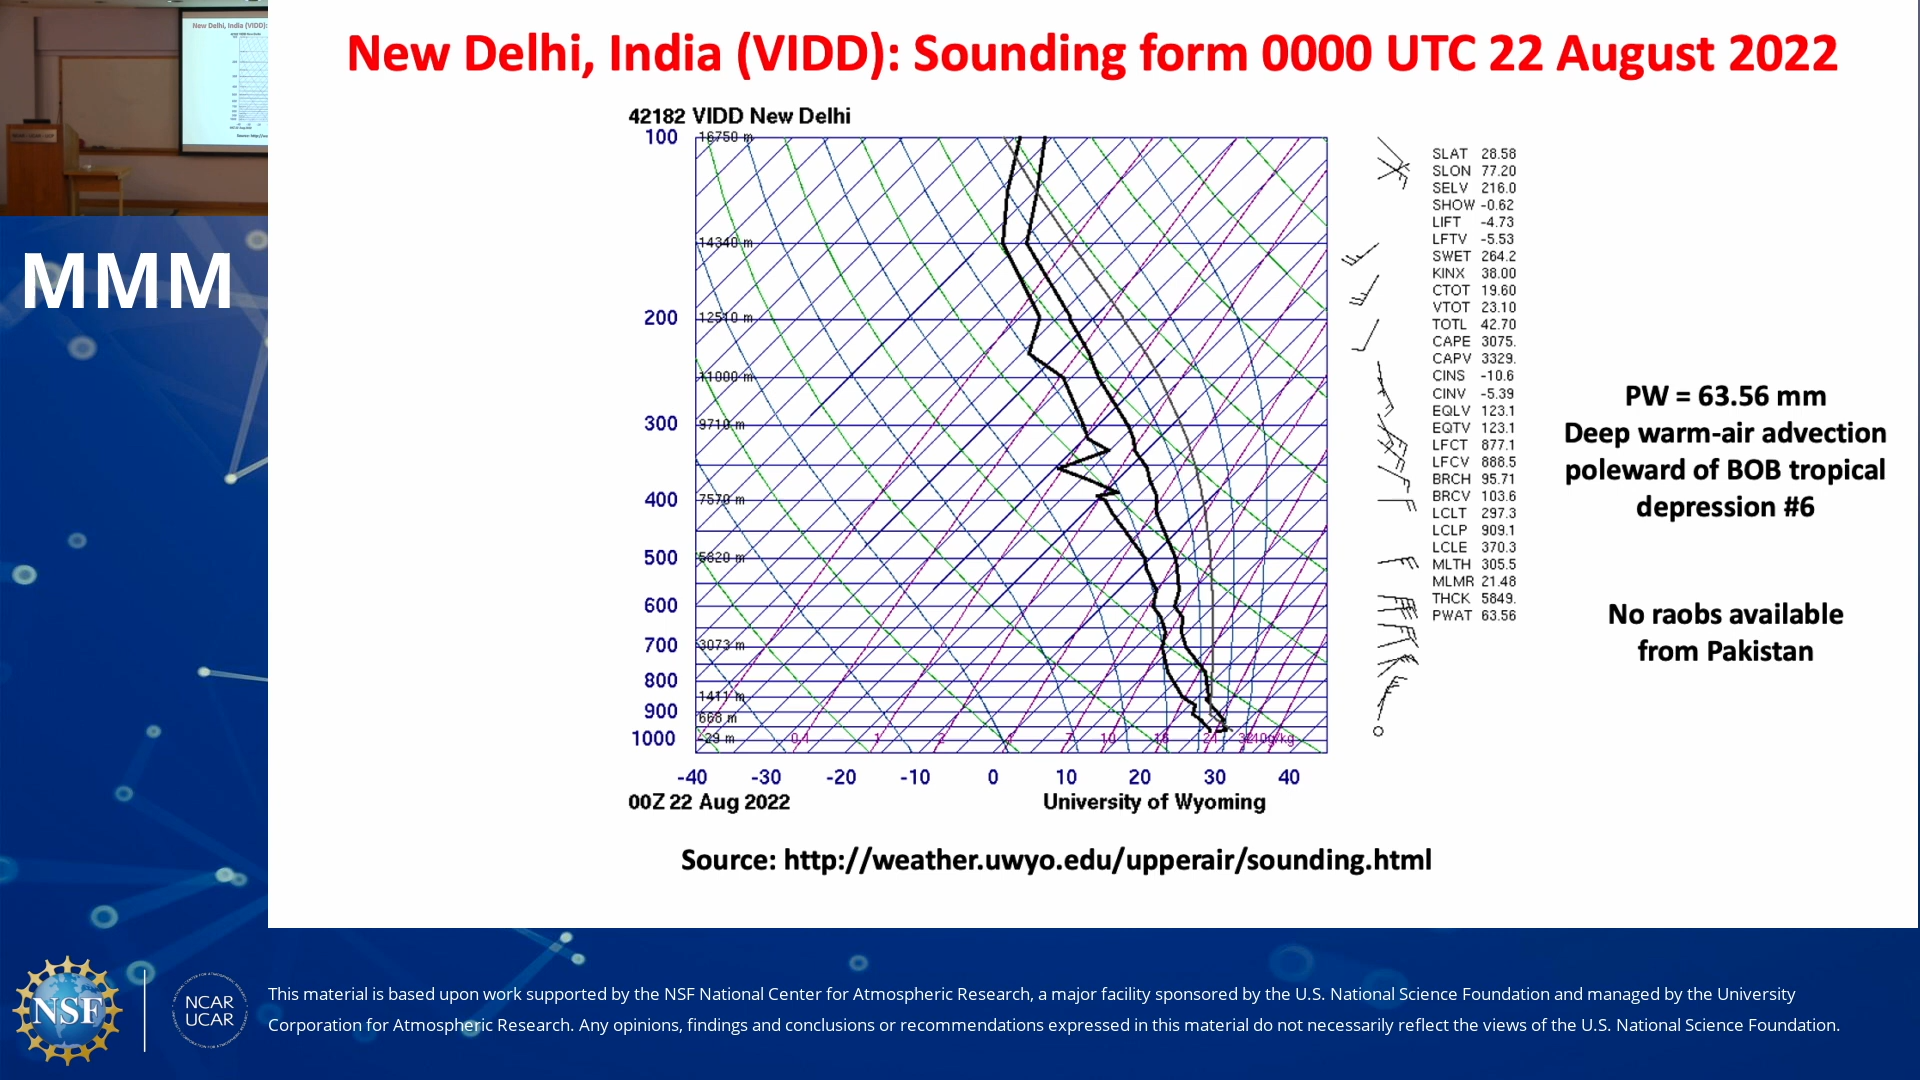 New Delhi, India (VIDD): Sounding form 0000 UTC 22 August 2022
New Delhi, India (VIDD):
MMM
42182 VIDD New Delhi
100
200
300
400
500
600
700
800
900
1000
16750 m
14340 m
12510 m
11000 m
9710 m
7570 m
5820 m
3073 m
1411 m
668 m
-29 m
-40 -30 -20 -10 0 10 20 30 40
00Z 22 Aug 2022
University of Wyoming
SLAT 28.58
SLON 77.20
SELV 216.0
SHOW -0.62
LIFT -4.73
LFTV -5.53
SWET 264.2
KINX 38.00
CTOT 19.60
VTOT 23.10
TOTL 42.70
CAPE 3075.
CAPV 3329.
CINS -10.6
CINV -5.39
EQLV 123.1
EQTV 123.1
LFCT 877.1
LFCV 888.5
BRCH 95.71
BRCV 103.6
LCLT 297.3
LCLP 909.1
LCLE 370.3
MLTH 305.5
MLMR 21.48
THCK 5849.
PWAT 63.56
PW = 63.56 mm
Deep warm-air advection
poleward of BOB tropical
depression #6
No raobs available
from Pakistan
Source: http://weather.uwyo.edu/upperair/sounding.html
NSF
NCAR
UCAR
This material is based upon work supported by the NSF National Center for Atmospheric Research, a major facility sponsored by the U.S. National Science Foundation and managed by the University
Corporation for Atmospheric Research. Any opinions, findings and conclusions or recommendations expressed in this material do not necessarily reflect the views of the U.S. National Science Foundation.